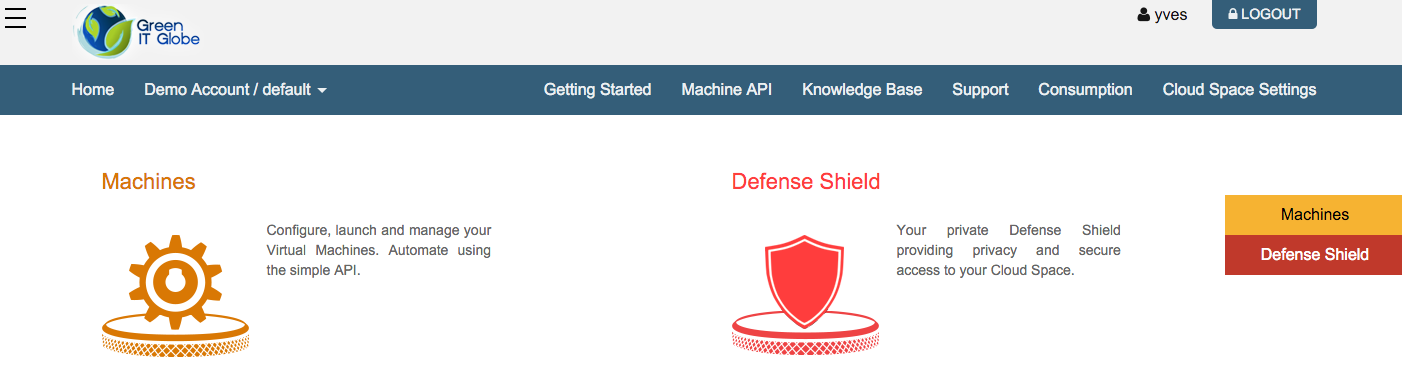 Green
IT Globe
yves
LOGOUT
Home
Demo Account / default
Getting Started
Machine API
Knowledge Base
Support
Consumption
Cloud Space Settings
Machines
Configure, launch and manage your
Virtual Machines. Automate using
the simple API.
Defense Shield
Your private Defense Shield
providing privacy and secure
access to your Cloud Space.
Machines
Defense Shield